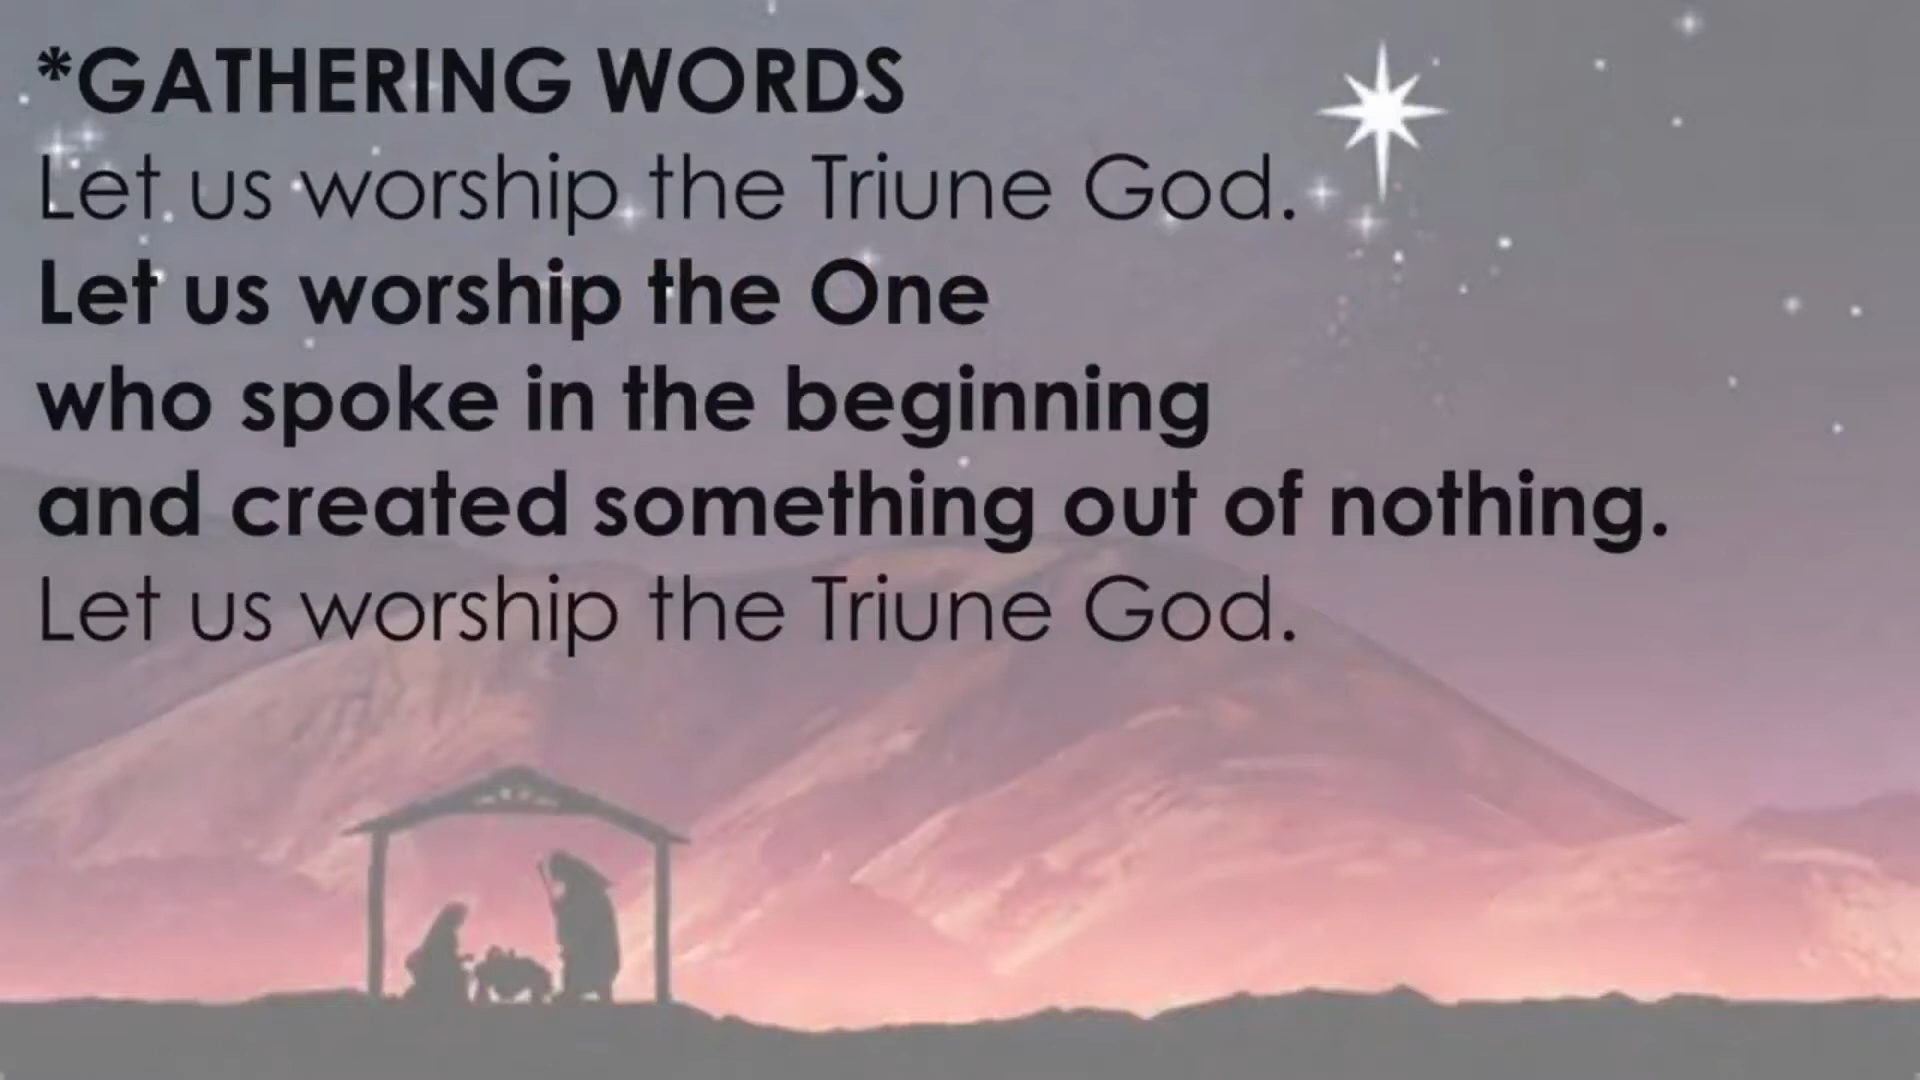 *GATHERING WORDS
Let us worship the Triune God.
Let us worship the One
who spoke in the beginning
and created something out of nothing.
Let us worship the Triune God.